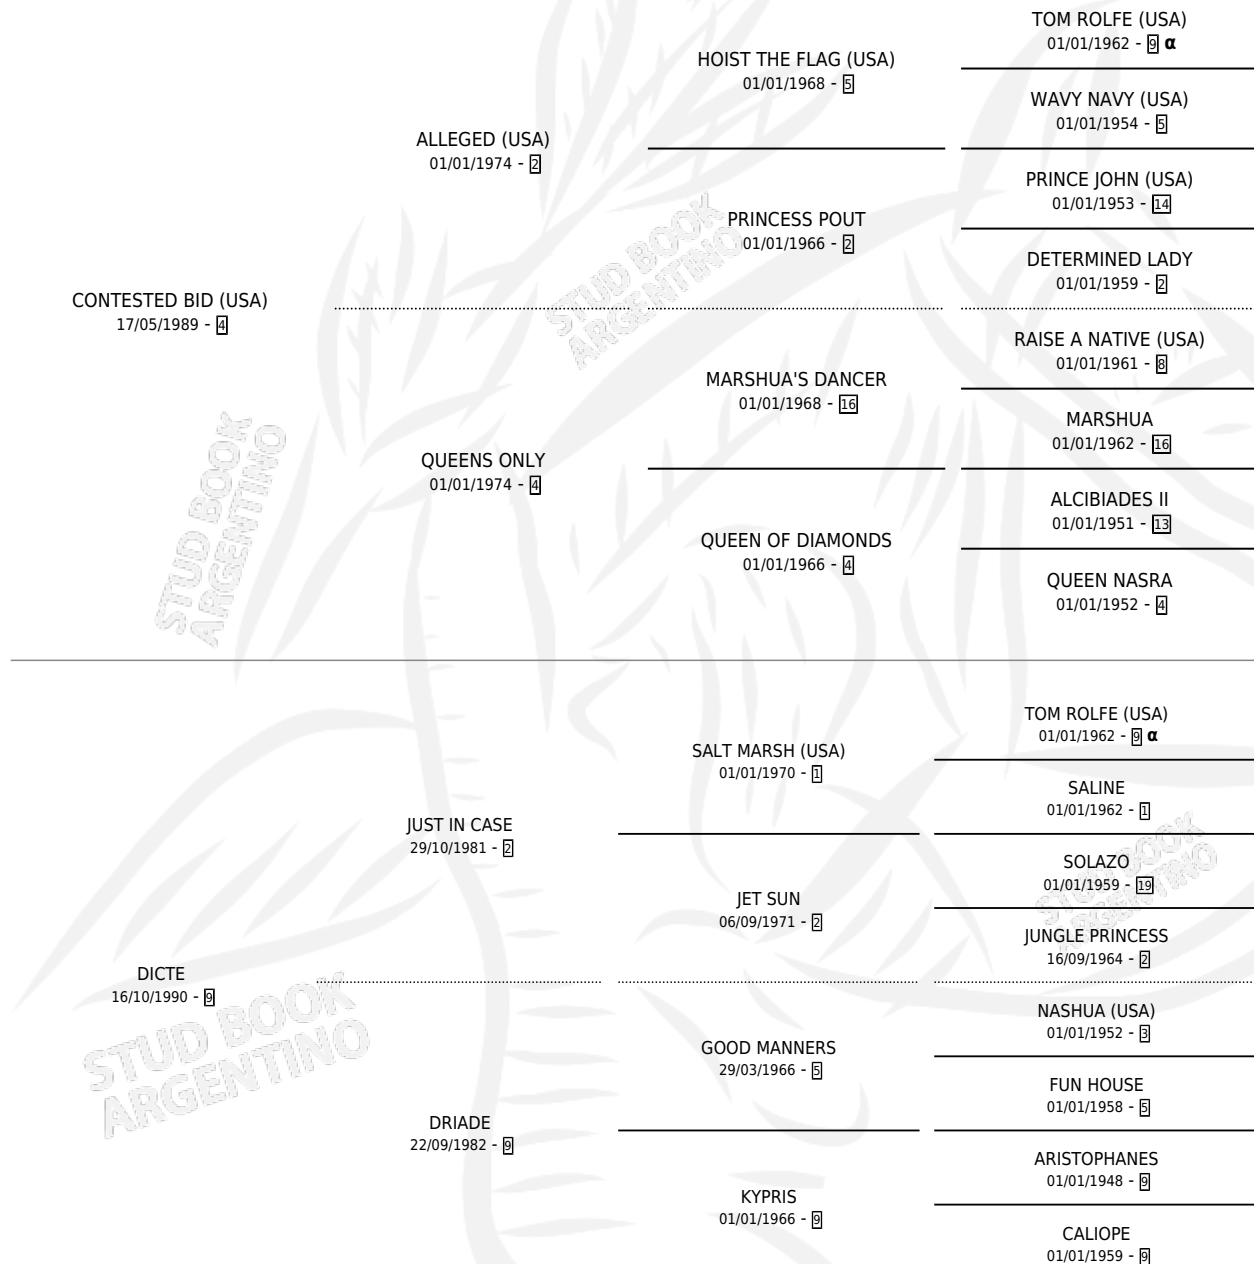 TOM ROLFE (USA)
01/01/1962 - 9 α
HOIST THE FLAG (USA)
01/01/1968 - 5
WAVY NAVY (USA)
01/01/1954 - 5
ALLEGED (USA)
01/01/1974 - 2
PRINCE JOHN (USA)
01/01/1953 - 14
PRINCESS POUT
01/01/1966 - 2
DETERMINED LADY
01/01/1959 - 2
CONTESTED BID (USA)
17/05/1989 - 4
RAISE A NATIVE (USA)
01/01/1961 - 8
MARSHUA'S DANCER
01/01/1968 - 16
MARSHUA
01/01/1962 - 16
QUEENS ONLY
01/01/1974 - 4
ALCIBIADES II
01/01/1951 - 13
QUEEN OF DIAMONDS
01/01/1966 - 4
QUEEN NASRA
01/01/1952 - 4
STUD BOOK
ARGENTINO
STUD BOOK
ARGENTINO
TOM ROLFE (USA)
01/01/1962 - 9 α
SALT MARSH (USA)
01/01/1970 - 1
SALINE
01/01/1962 - 1
JUST IN CASE
29/10/1981 - 2
SOLAZO
01/01/1959 - 19
JET SUN
06/09/1971 - 2
JUNGLE PRINCESS
16/09/1964 - 2
DICTE
16/10/1990 - 9
NASHUA (USA)
01/01/1952 - 3
GOOD MANNERS
29/03/1966 - 5
FUN HOUSE
01/01/1958 - 5
DRIADE
22/09/1982 - 9
ARISTOPHANES
01/01/1948 - 9
KYPRIS
01/01/1966 - 9
CALIOPE
01/01/1959 - 9
STUD BOOK
ARGENTINO
STUD BOOK
ARGENTINO